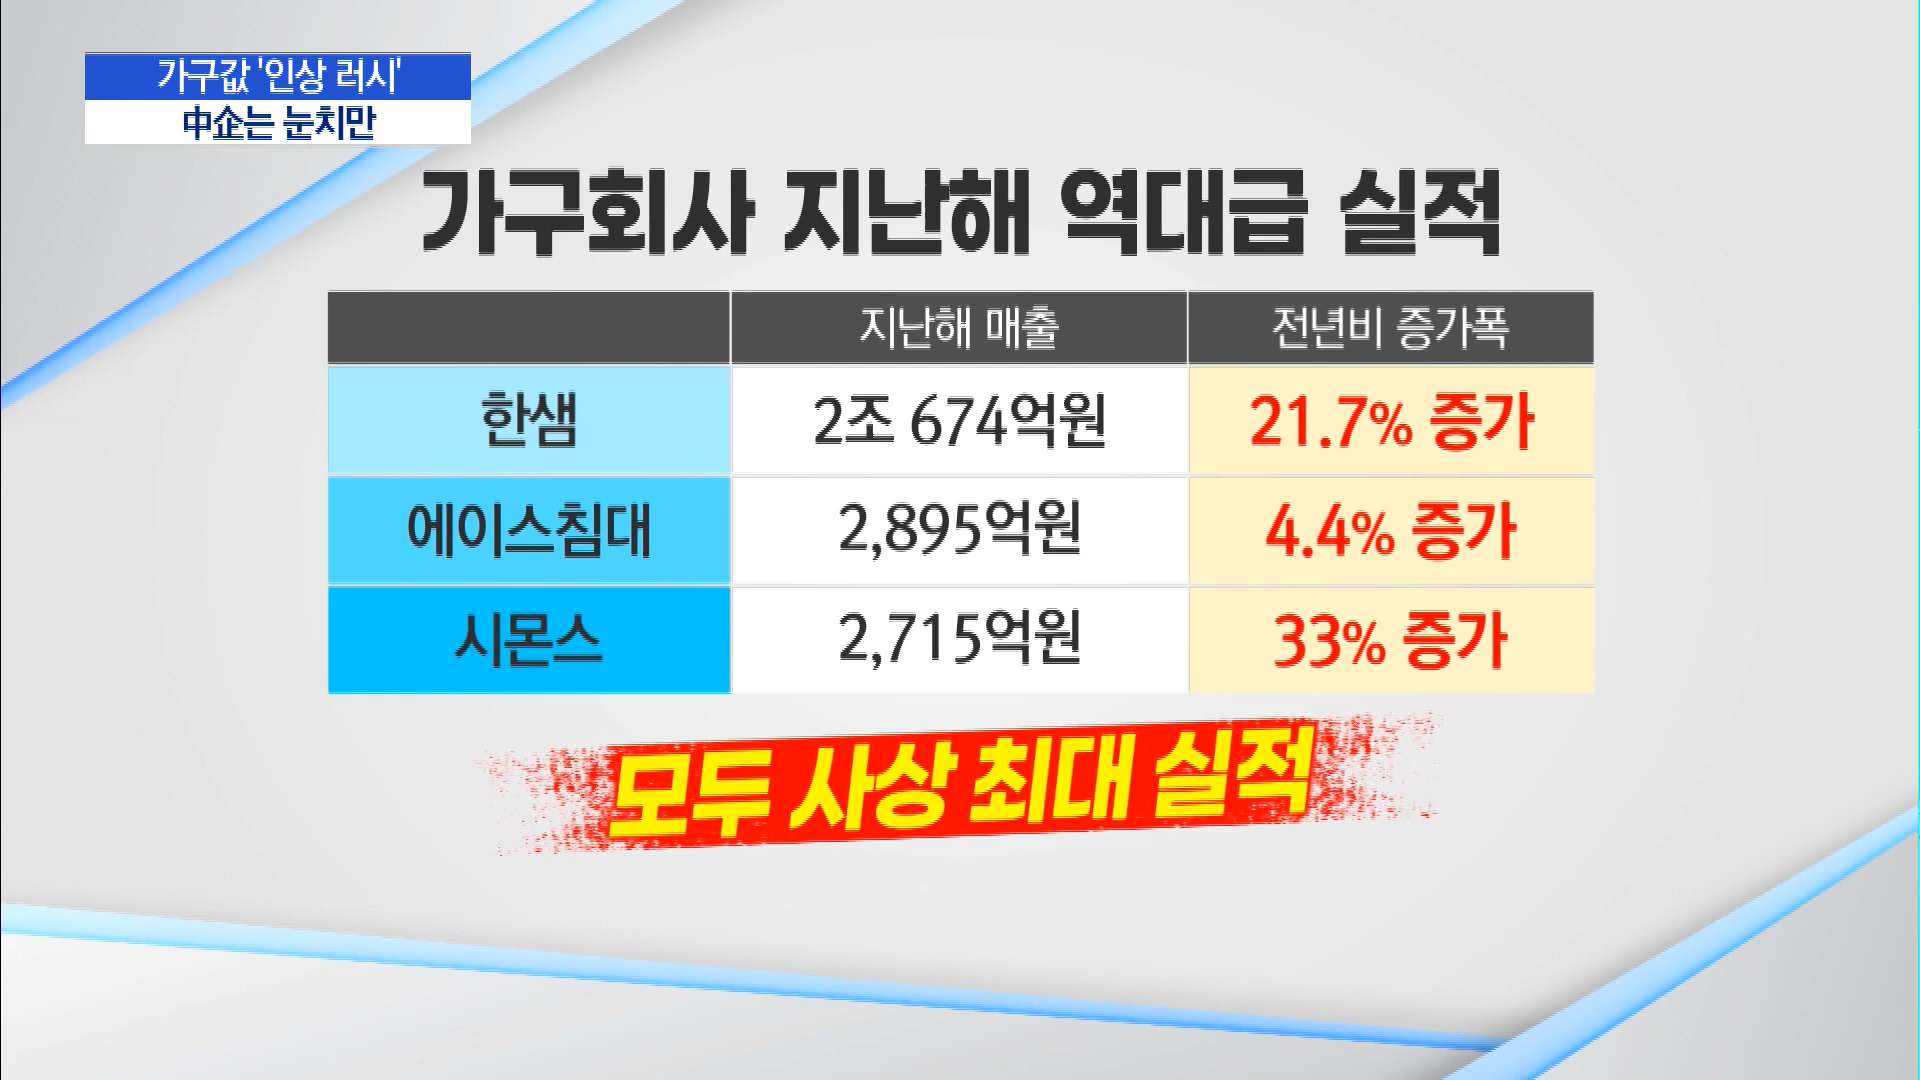 가구값 '인상 러시'
中企는 눈치만
가구회사 지난해 역대급 실적
지난해 매출 전년비 증가폭
한샘 2조 674억원 21.7% 증가
에이스침대 2,895억원 4.4% 증가
시몬스 2,715억원 33% 증가
모두 사상 최대 실적